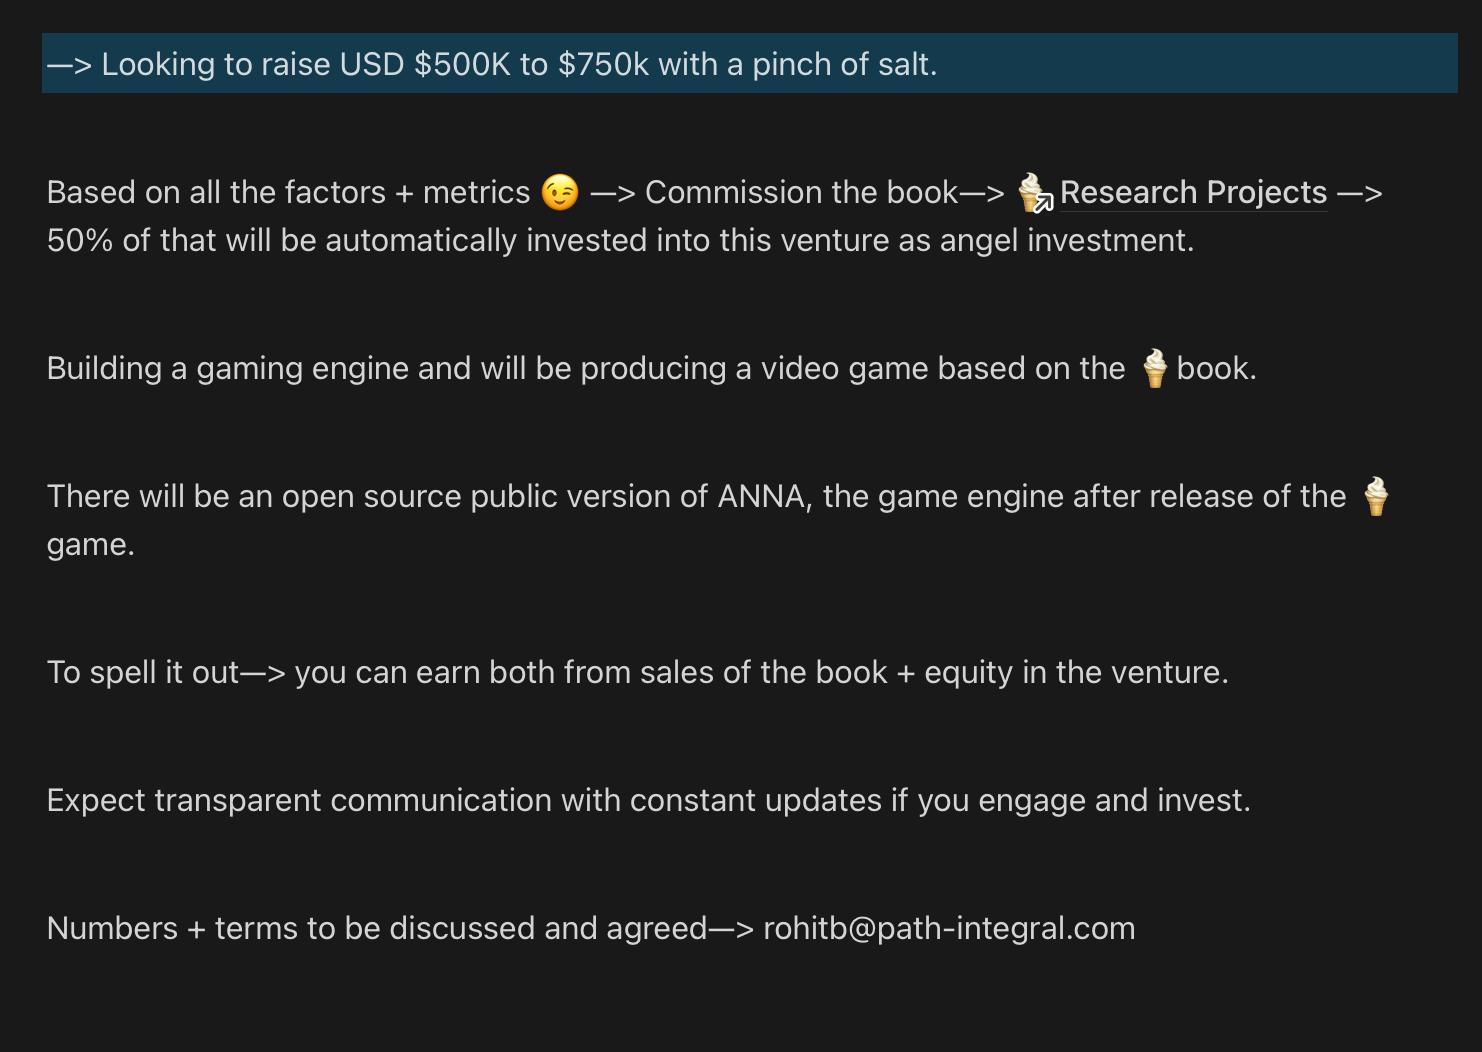 —> Looking to raise USD $500K to $750k with a pinch of salt.
Based on all the factors + metrics 😉 —> Commission the book—> 🍦 Research Projects —>
50% of that will be automatically invested into this venture as angel investment.
Building a gaming engine and will be producing a video game based on the 🍦 book.
There will be an open source public version of ANNA, the game engine after release of the 🍦
game.
To spell it out—> you can earn both from sales of the book + equity in the venture.
Expect transparent communication with constant updates if you engage and invest.
Numbers + terms to be discussed and agreed—> rohitb@path-integral.com